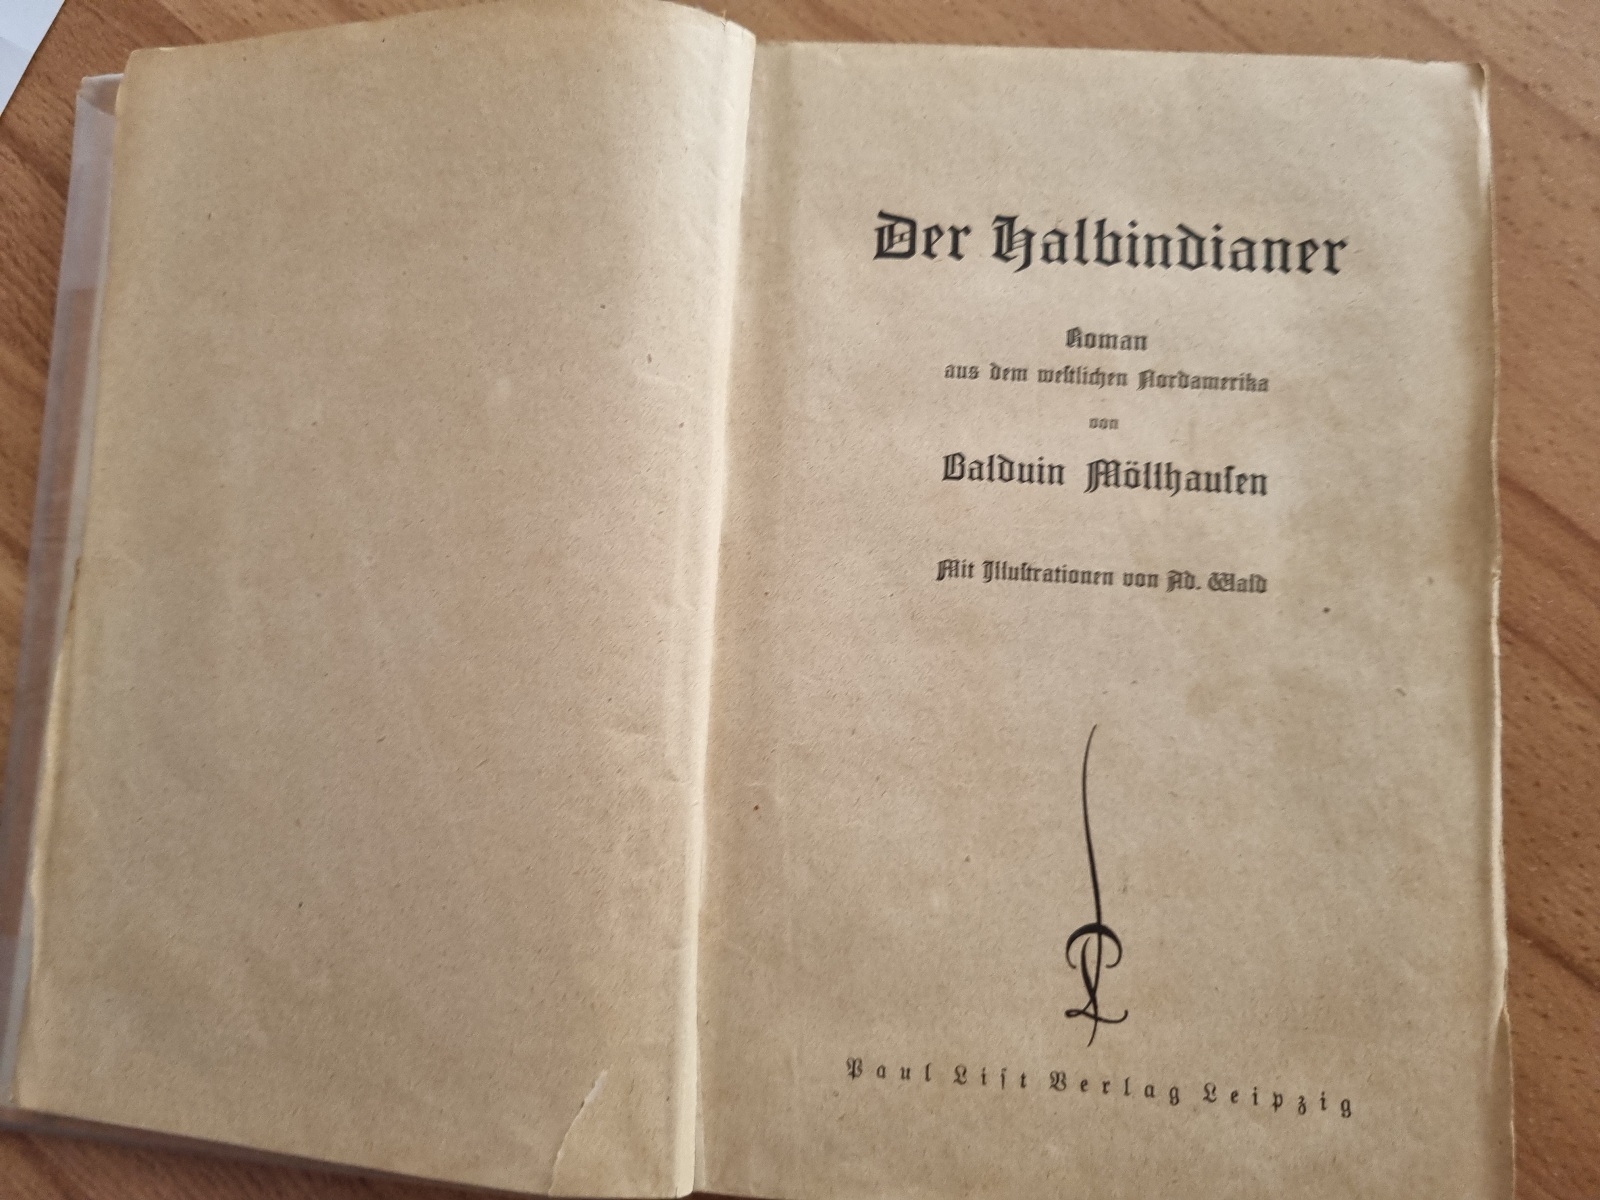 Der Halbindianer
Roman
aus dem westlichen Nordamerika
von
Balduin Möllhausen
Mit Illustrationen von Ad. Wald
PL
Paul List Verlag Leipzig